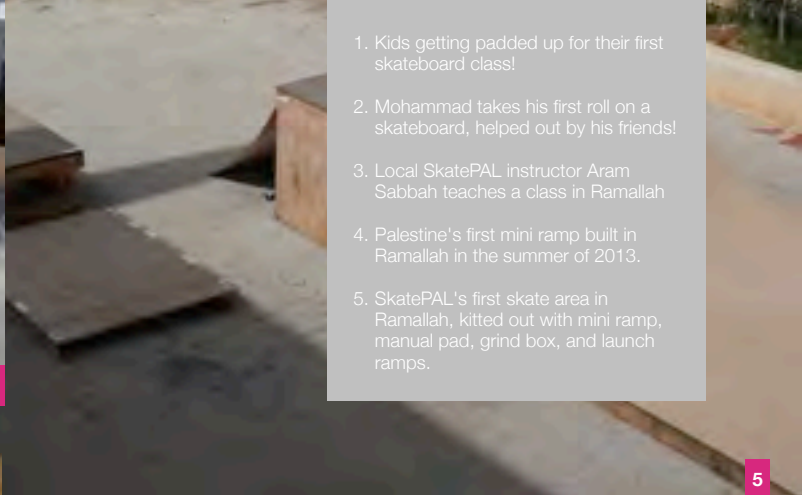 1. Kids getting padded up for their first
skateboard class!
2. Mohammad takes his first roll on a
skateboard, helped out by his friends!
3. Local SkatePAL instructor Aram
Sabbah teaches a class in Ramallah
4. Palestine's first mini ramp built in
Ramallah in the summer of 2013.
5. SkatePAL's first skate area in
Ramallah, kitted out with mini ramp,
manual pad, grind box, and launch
ramps.
5